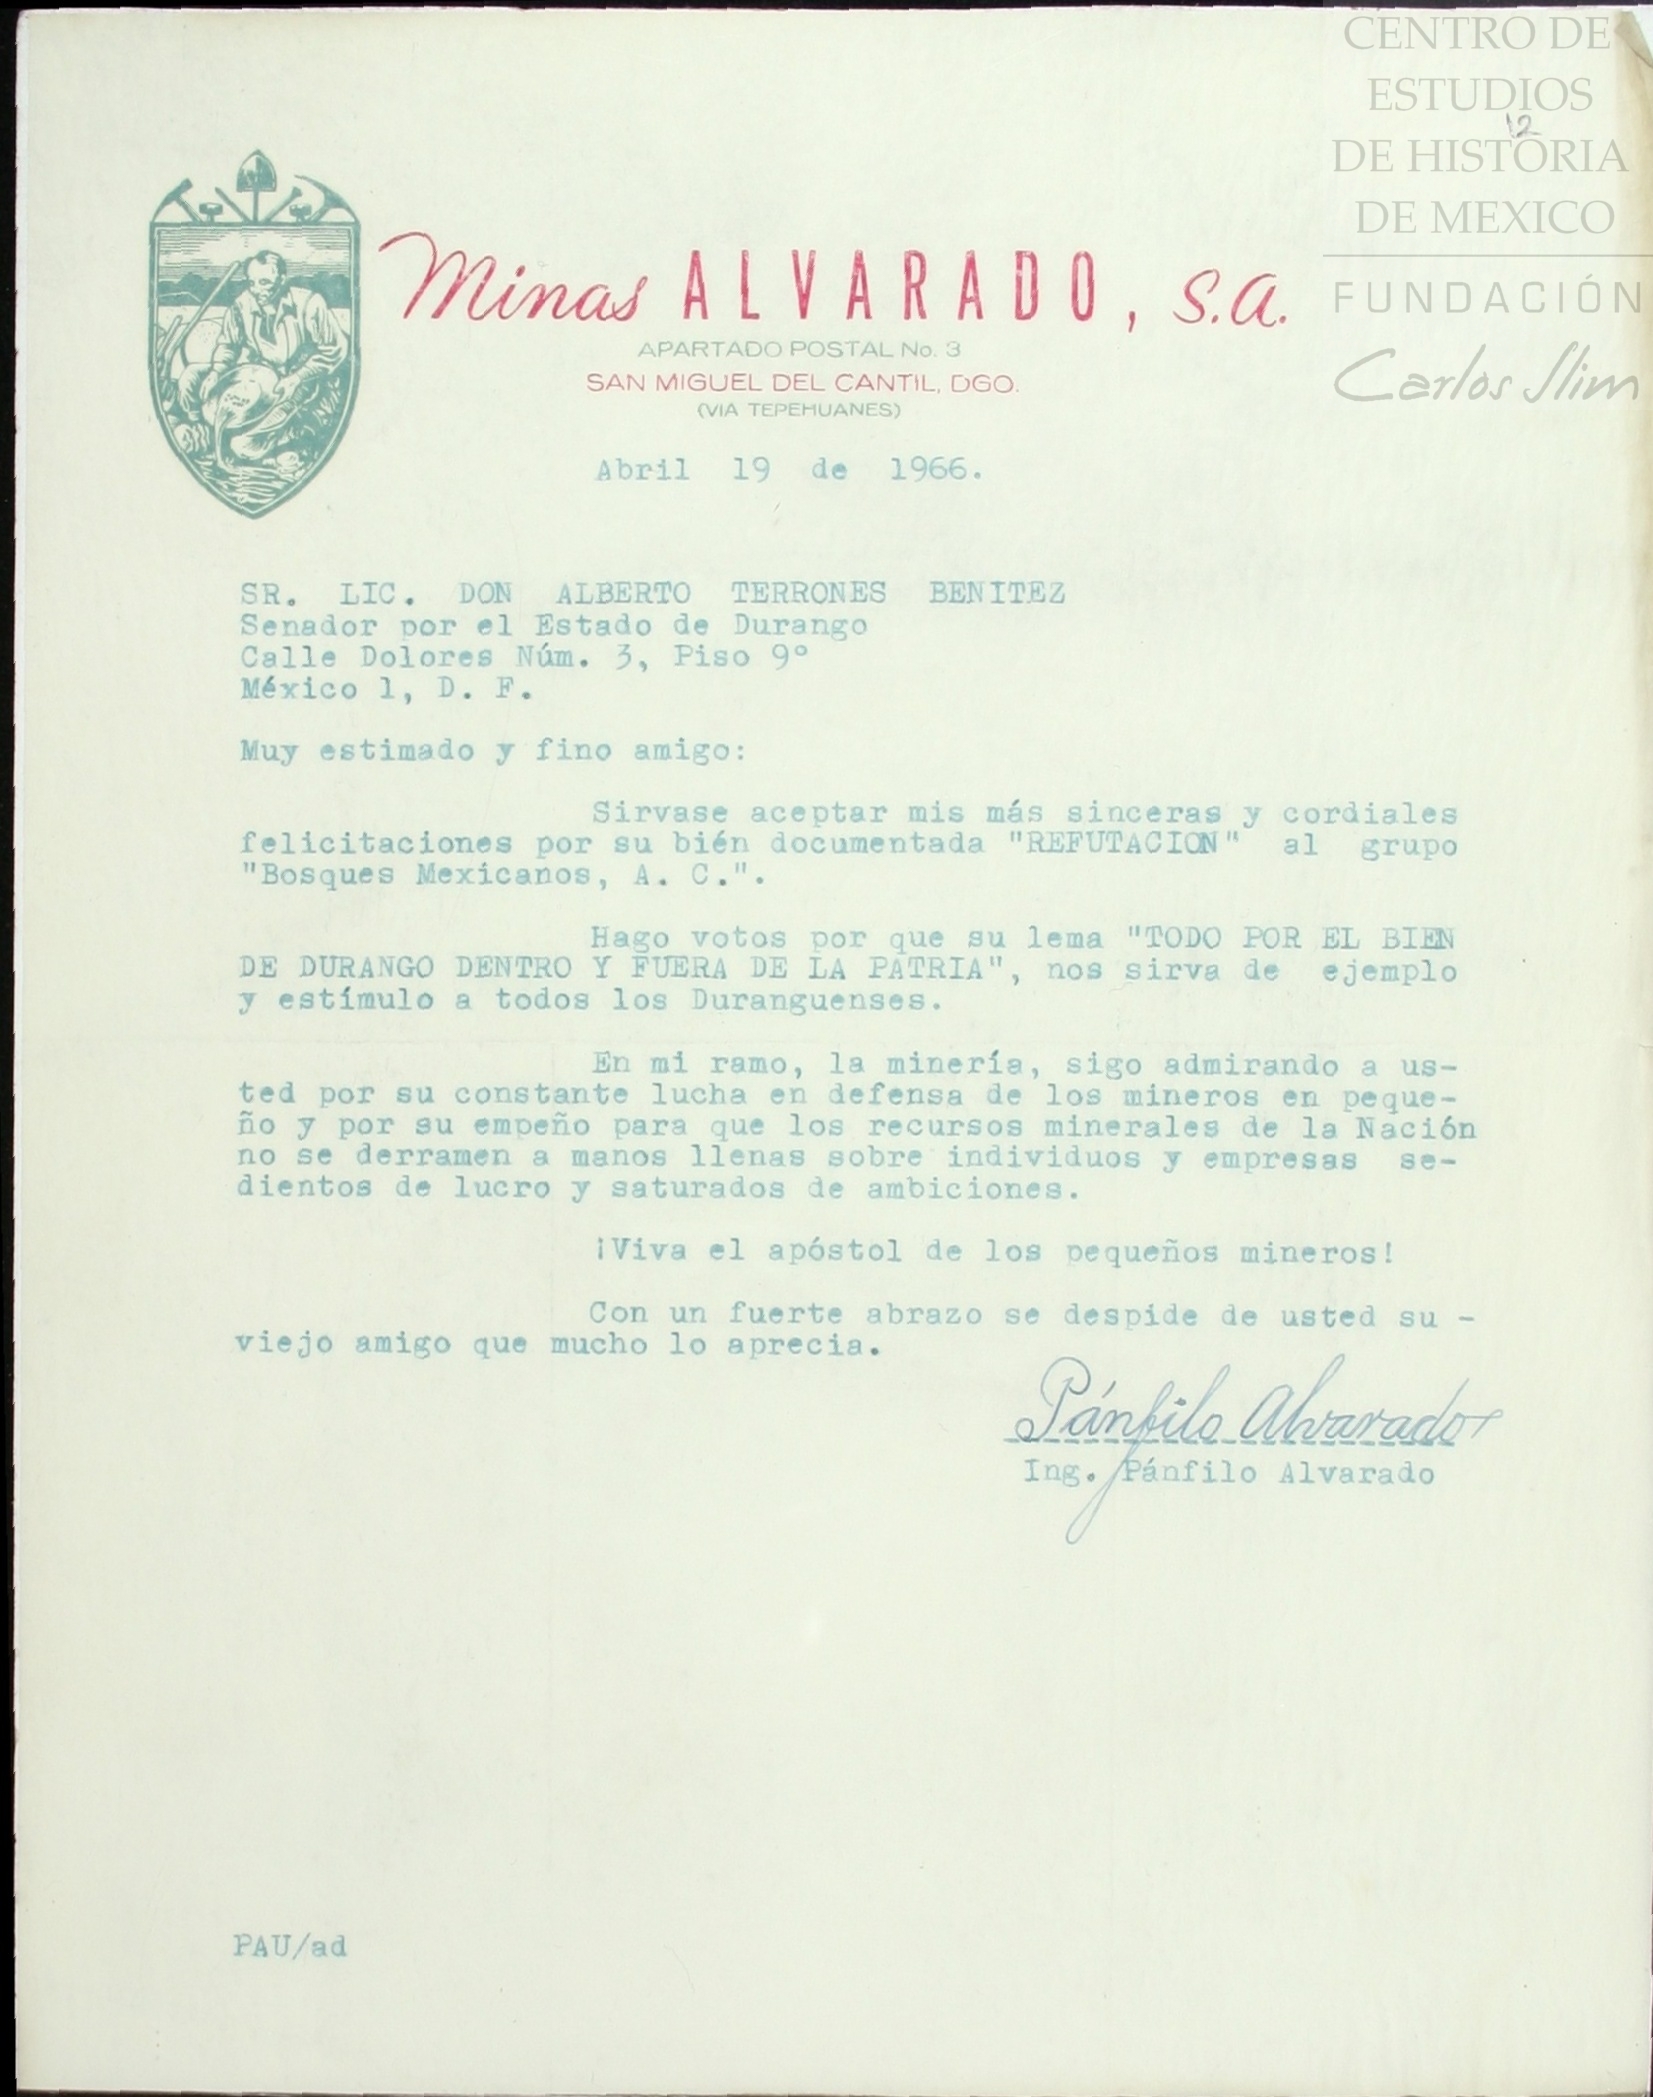 CENTRO DE
ESTUDIOS
DE HISTORIA
DE MEXICO
FUNDACIÓN
Carlos Slim
12
Minas ALVARADO, S.A.
APARTADO POSTAL No. 3
SAN MIGUEL DEL CANTIL, DGO.
(VIA TEPEHUANES)
Abril 19 de 1966.
SR. LIC. DON ALBERTO TERRONES BENITEZ
Senador por el Estado de Durango
Calle Dolores Núm. 3, Piso 9°
México 1, D. F.
Muy estimado y fino amigo:
Sirvase aceptar mis más sinceras y cordiales
felicitaciones por su bién documentada "REFUTACION" al grupo
"Bosques Mexicanos, A. C.".
Hago votos por que su lema "TODO POR EL BIEN
DE DURANGO DENTRO Y FUERA DE LA PATRIA", nos sirva de ejemplo
y estímulo a todos los Duranguenses.
En mi ramo, la minería, sigo admirando a us-
ted por su constante lucha en defensa de los mineros en peque-
ño y por su empeño para que los recursos minerales de la Nación
no se derramen a manos llenas sobre individuos y empresas se-
dientos de lucro y saturados de ambiciones.
¡Viva el apóstol de los pequeños mineros!
Con un fuerte abrazo se despide de usted su -
viejo amigo que mucho lo aprecia.
Pánfilo Alvarado
Ing. Pánfilo Alvarado
PAU/ad